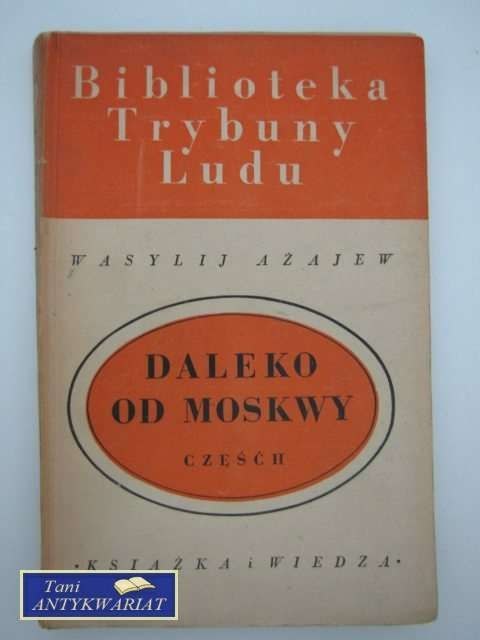 Biblioteka
Trybuny
Ludu
WASYLIJ AŻAJEW
DALEKO
OD MOSKWY
CZĘŚĆ II
·KSIĄŻKA i WIEDZA·
Tani
ANTYKWARIAT